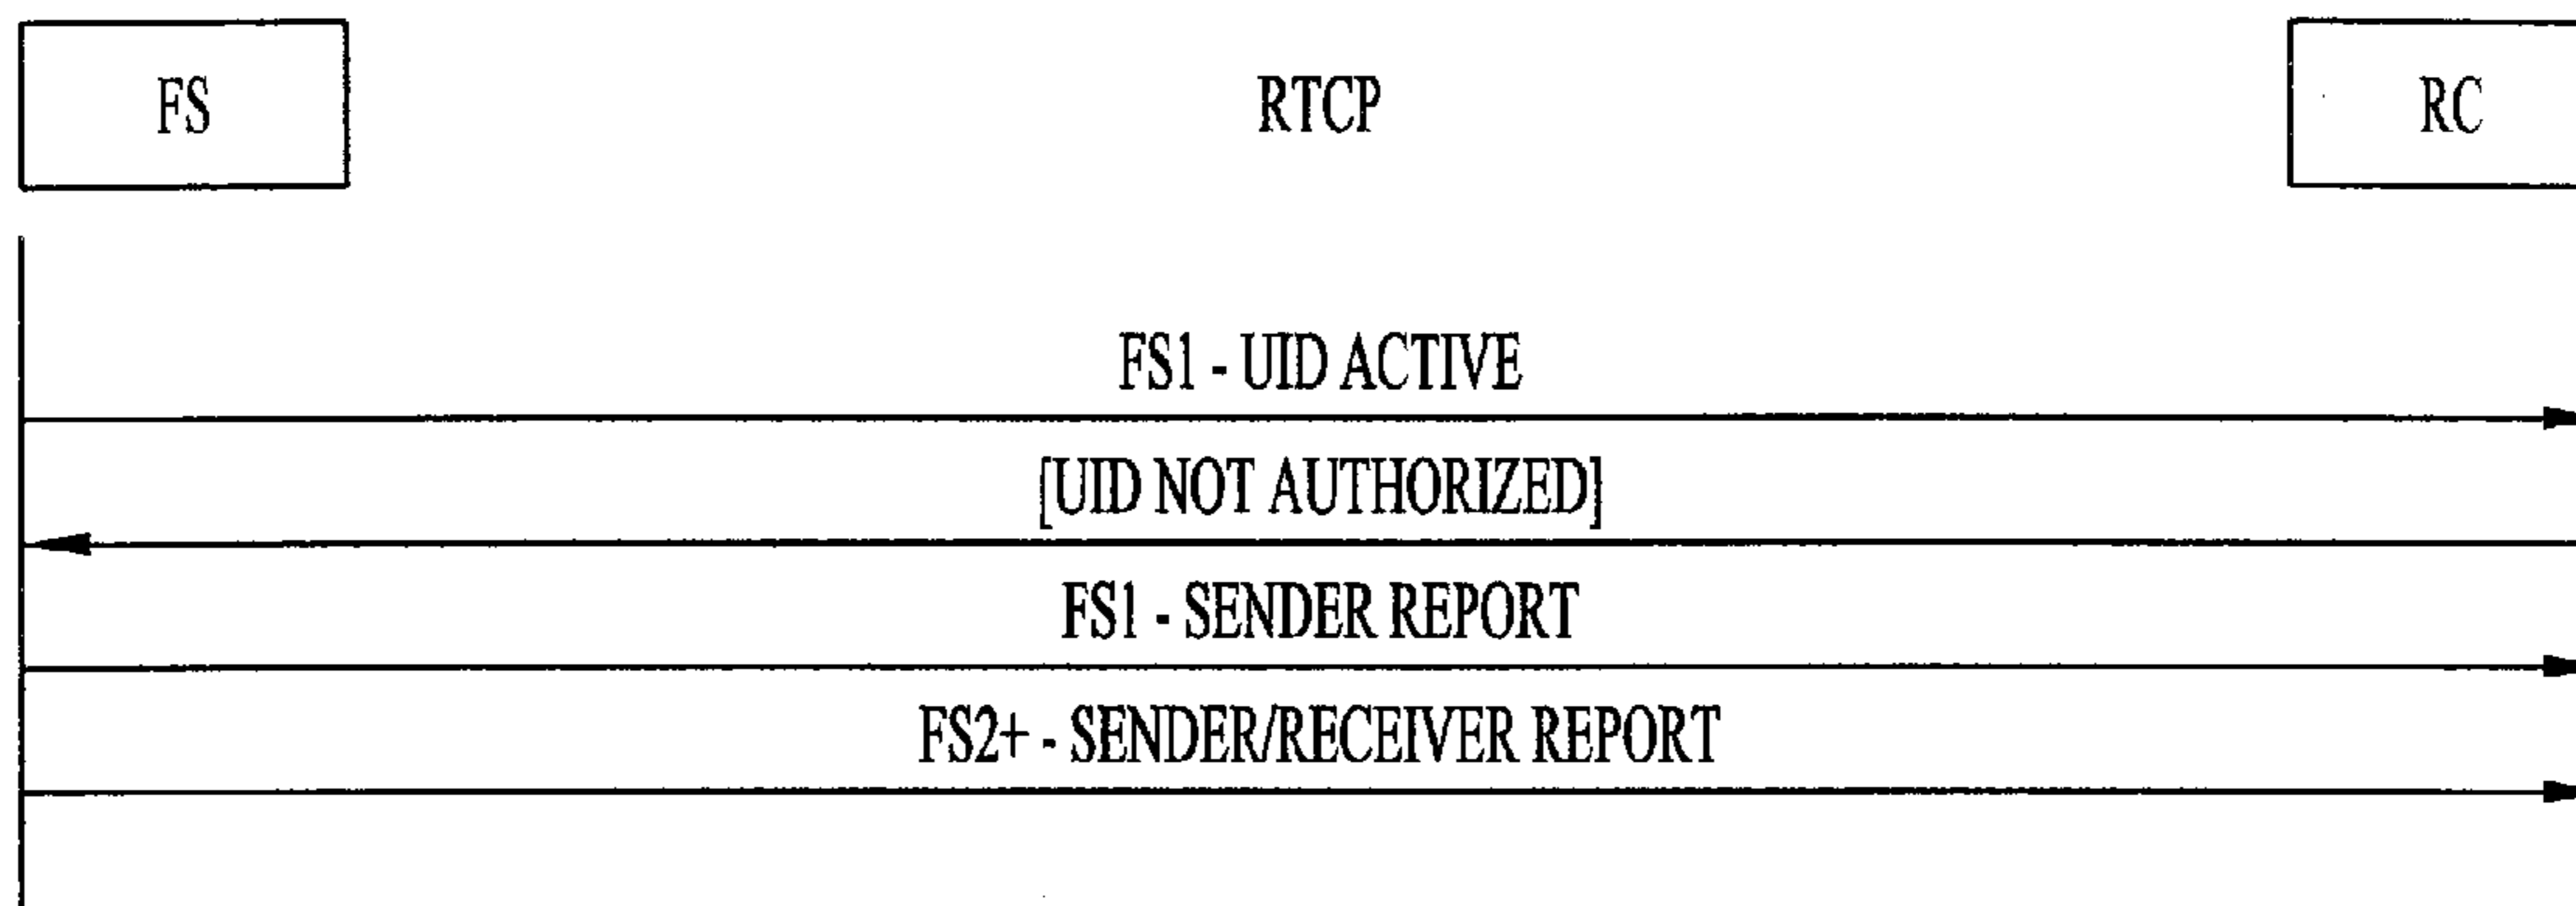 FS
RTCP
RC
FS1 - UID ACTIVE
[UID NOT AUTHORIZED]
FS1 - SENDER REPORT
FS2+ - SENDER/RECEIVER REPORT